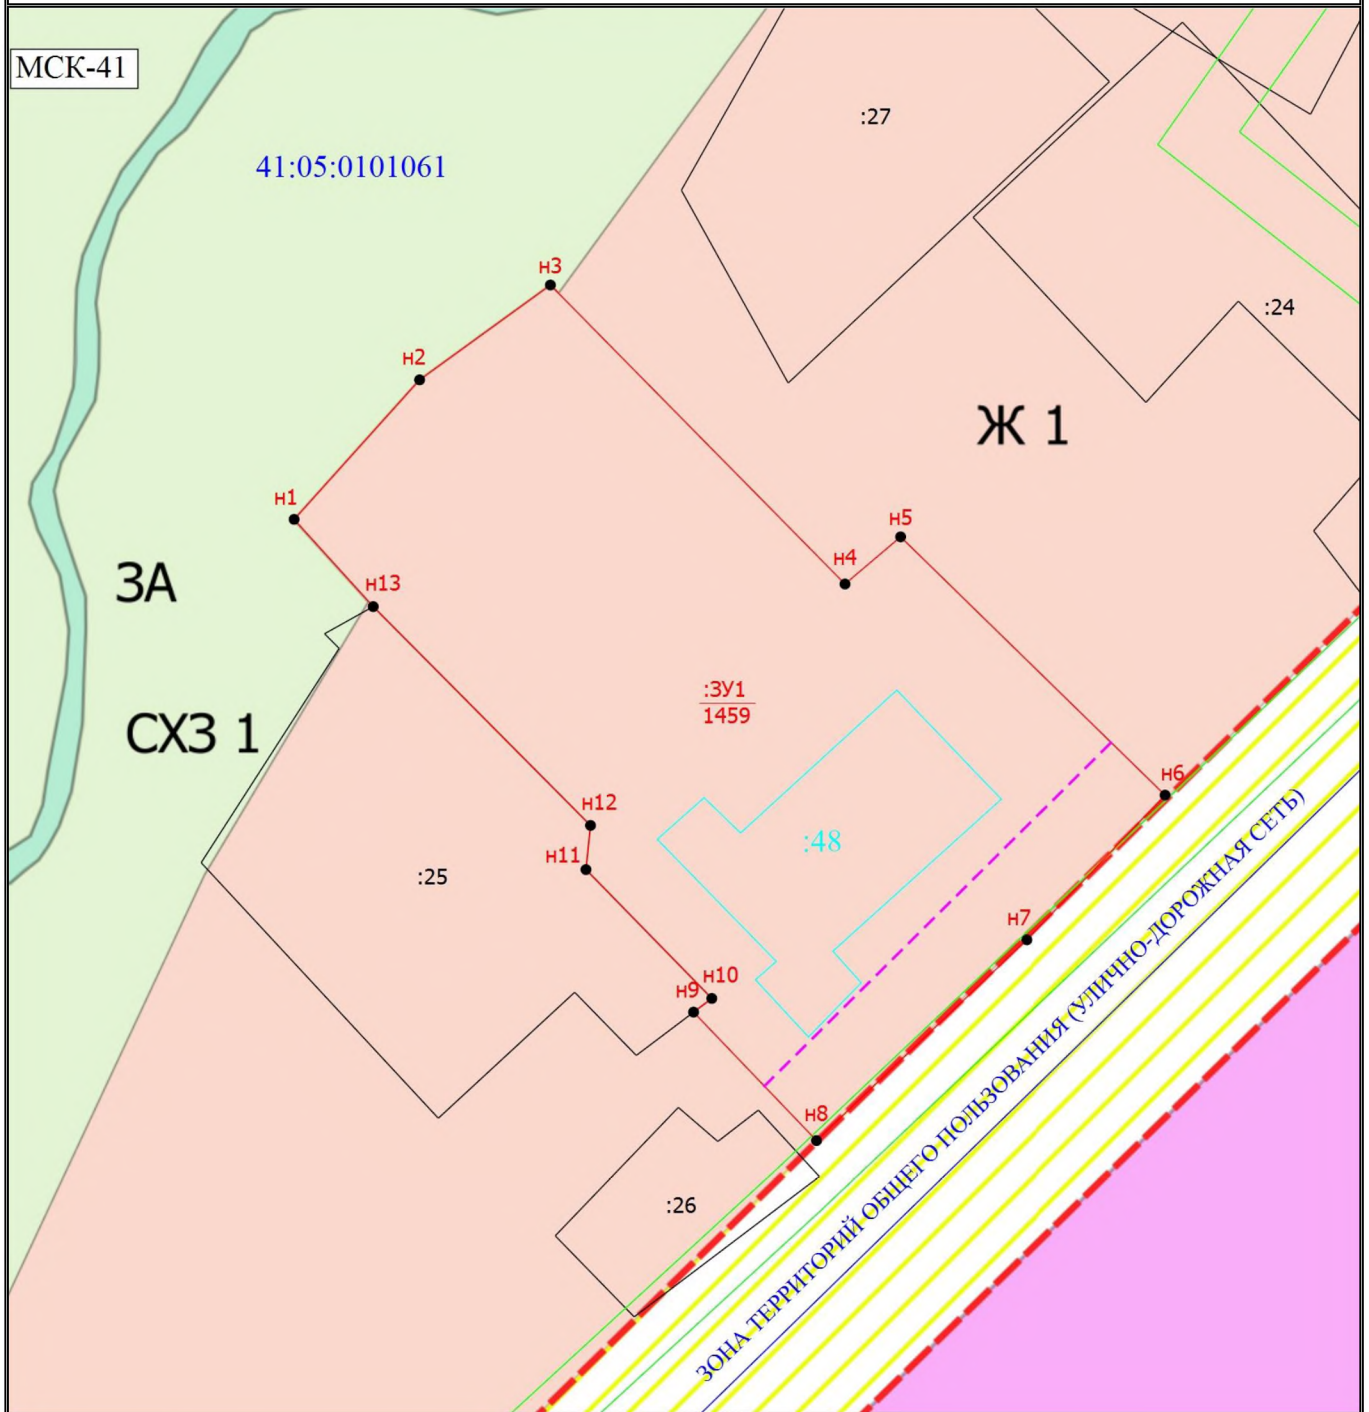 МСК-41
:27
41:05:0101061
н3
:24
н2
Ж 1
н1
н5
н4
ЗА
н13
:ЗУ1
1459
СХЗ 1
н6
н12
:48
н11
:25
н7
н10
н9
ЗОНА ТЕРРИТОРИЙ ОБЩЕГО ПОЛЬЗОВАНИЯ (УЛИЧНО-ДОРОЖНАЯ СЕТЬ)
н8
:26